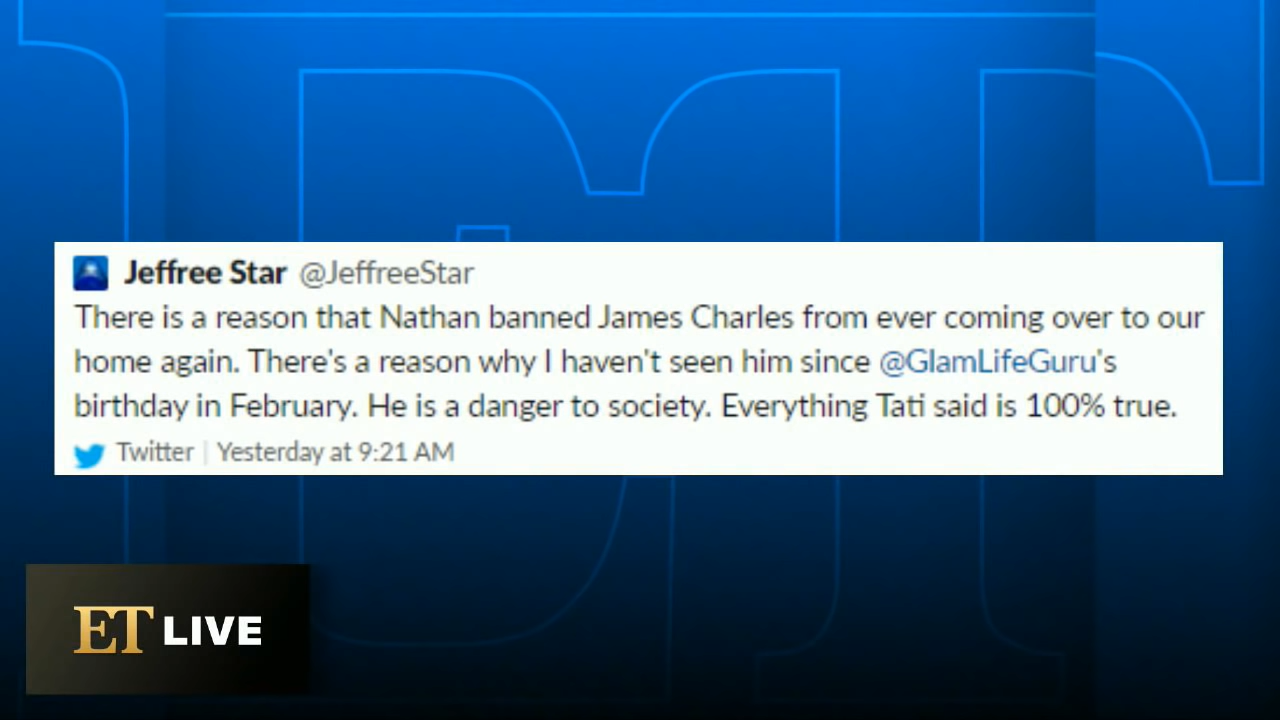 Jeffree Star @JeffreeStar
There is a reason that Nathan banned James Charles from ever coming over to our
home again. There's a reason why I haven't seen him since @GlamLifeGuru's
birthday in February. He is a danger to society. Everything Tati said is 100% true.
Twitter | Yesterday at 9:21 AM
ET LIVE